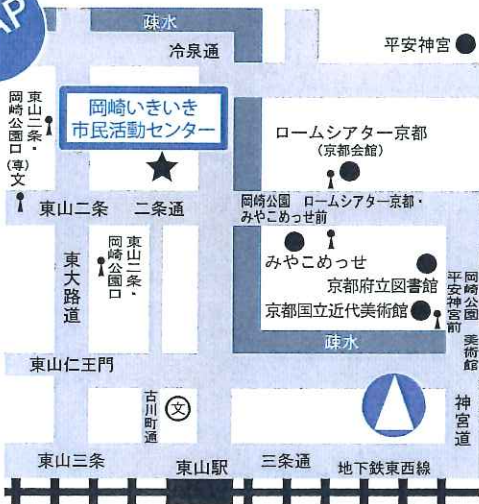 AP
疎水
冷泉通
平安神宮
岡崎いきいき
市民活動センター
東山二条・
岡崎公園口
(専)
文
ロームシアター京都
(京都会館)
東山二条
二条通
岡崎公園 ロームシアター京都・
みやこめっせ前
東大路道
東山二条・
岡崎公園口
みやこめっせ
京都府立図書館
京都国立近代美術館
岡崎公園 美術館
平安神宮前
疎水
東山仁王門
古川町通
文
神宮道
東山三条
東山駅
三条通
地下鉄東西線